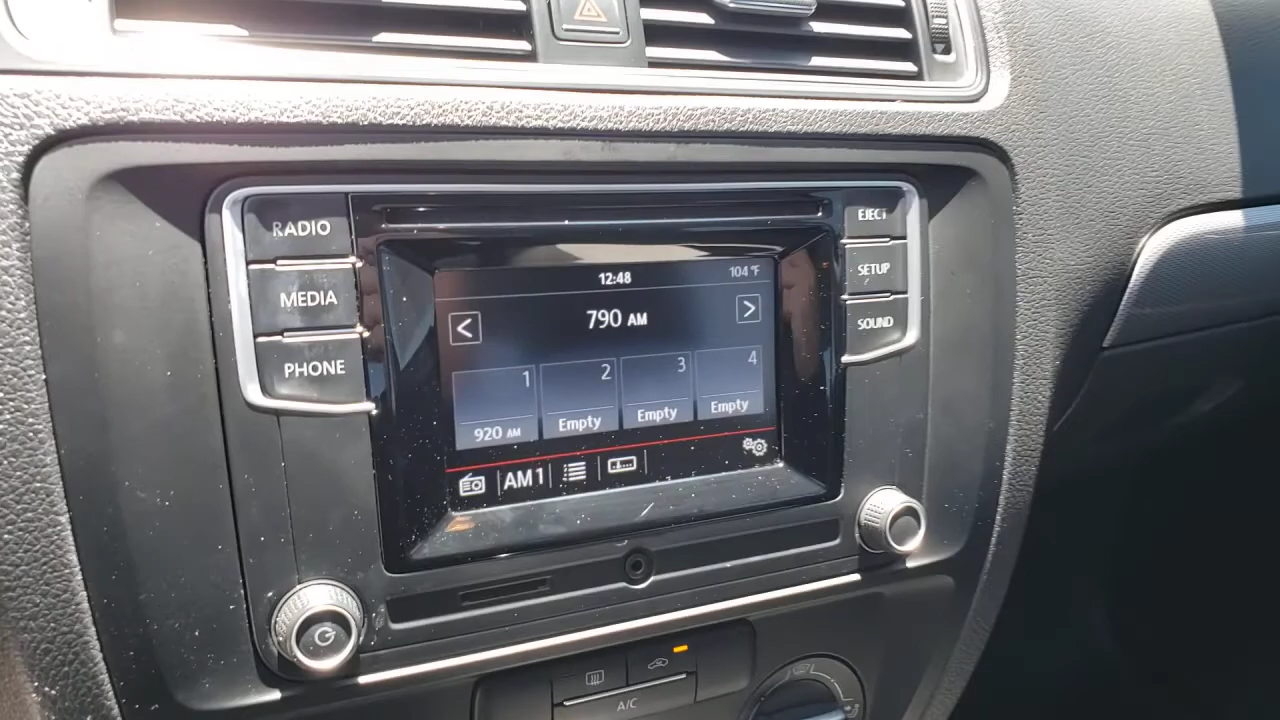 RADIO
MEDIA
PHONE
EJECT
SETUP
SOUND
12:48
104°F
<
790 AM
>
1
2
3
4
920 AM
Empty
Empty
Empty
AM1
A/C